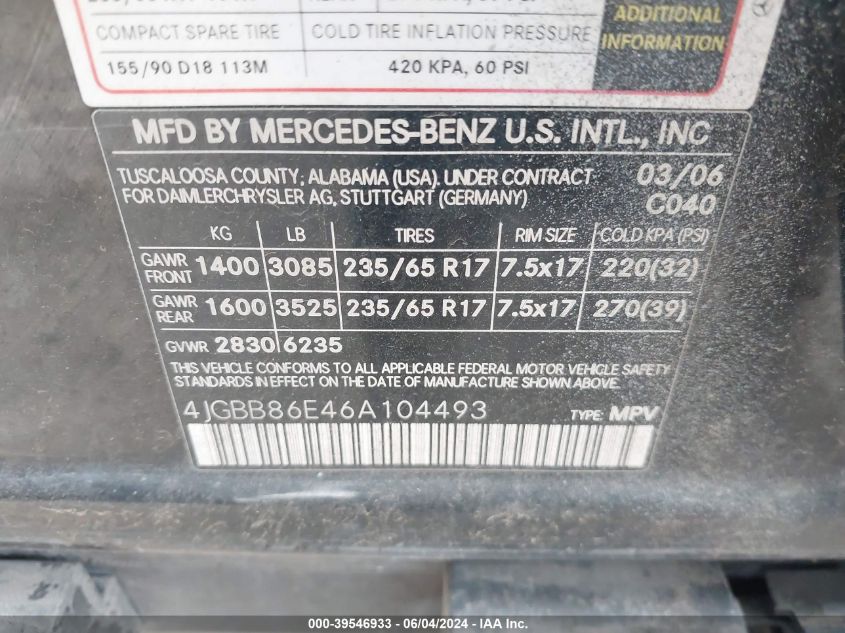 COMPACT SPARE TIRE COLD TIRE INFLATION PRESSURE
155/90 D18 113M 420 KPA, 60 PSI
ADDITIONAL
INFORMATION
MFD BY MERCEDES-BENZ U.S. INTL., INC
TUSCALOOSA COUNTY, ALABAMA (USA). UNDER CONTRACT 03/06
FOR DAIMLERCHRYSLER AG, STUTTGART (GERMANY) C040
KG LB TIRES RIM SIZE COLD KPA (PSI)
GAWR FRONT 1400 3085 235/65 R17 7.5x17 220(32)
GAWR REAR 1600 3525 235/65 R17 7.5x17 270(39)
GVWR 2830 6235
THIS VEHICLE CONFORMS TO ALL APPLICABLE FEDERAL MOTOR VEHICLE SAFETY
STANDARDS IN EFFECT ON THE DATE OF MANUFACTURE SHOWN ABOVE.
4JGBB86E46A104493 TYPE: MPV
000-39546933 - 06/04/2024 - IAA Inc.